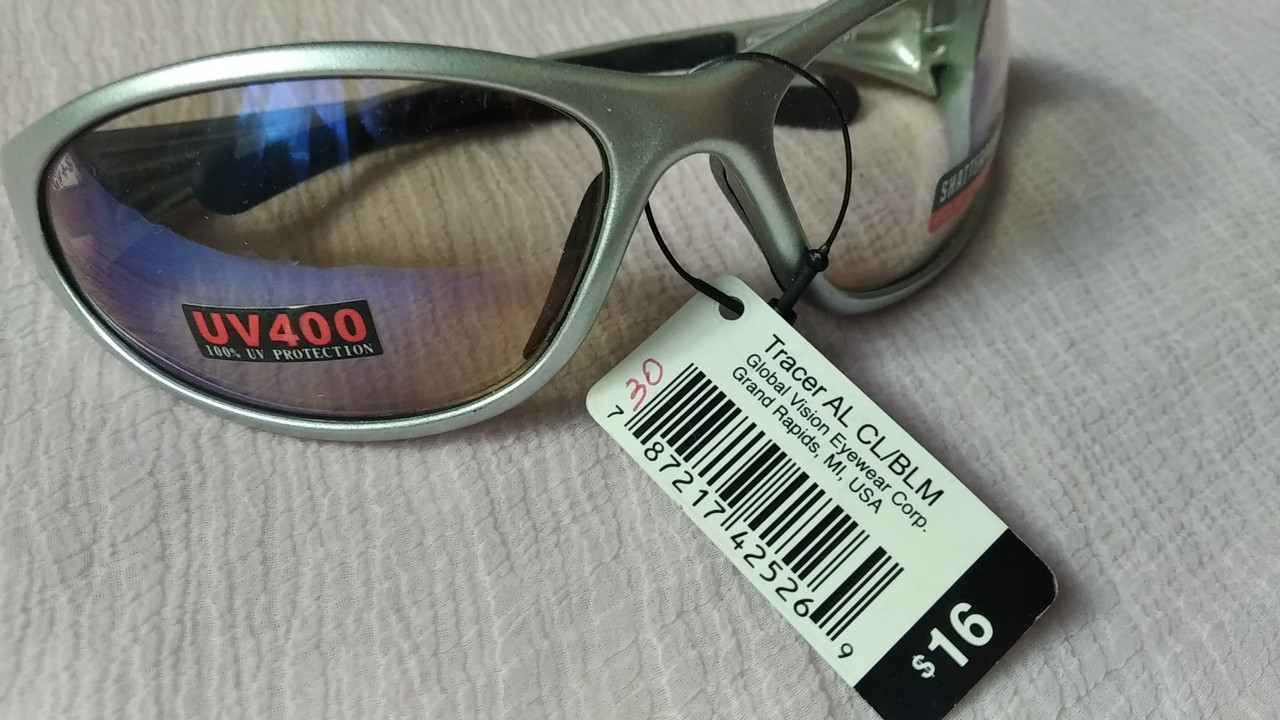 UV400
100% UV PROTECTION
30
Tracer AL CL/BLM
Global Vision Eyewear Corp.
Grand Rapids, MI, USA
7 87217 42526 9
$16